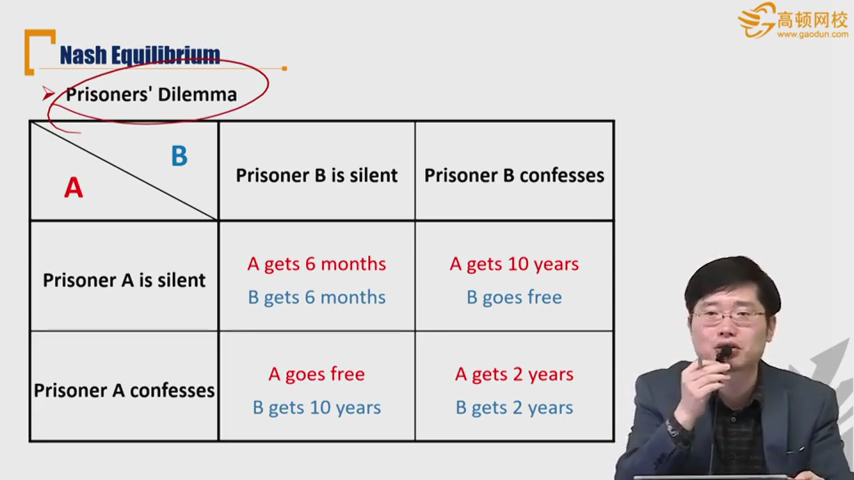 高顿网校
www.gaodun.com
Nash Equilibrium
Prisoners' Dilemma
B
A
Prisoner B is silent
Prisoner B confesses
Prisoner A is silent
A gets 6 months
B gets 6 months
A gets 10 years
B goes free
Prisoner A confesses
A goes free
B gets 10 years
A gets 2 years
B gets 2 years